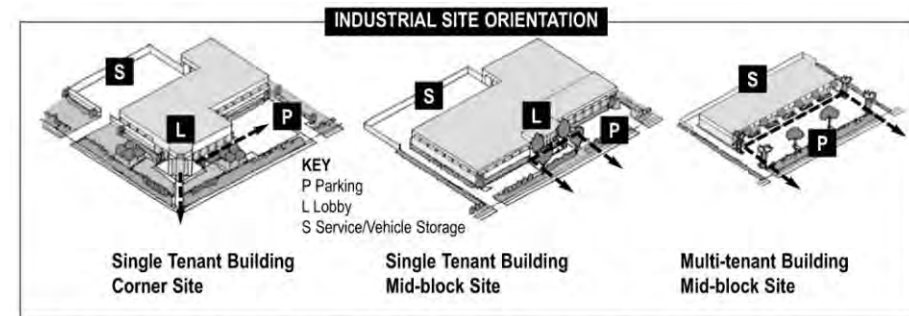 INDUSTRIAL SITE ORIENTATION
S
L
P
KEY
P Parking
L Lobby
S Service/Vehicle Storage
Single Tenant Building
Corner Site
S
L
P
Single Tenant Building
Mid-block Site
S
P
Multi-tenant Building
Mid-block Site